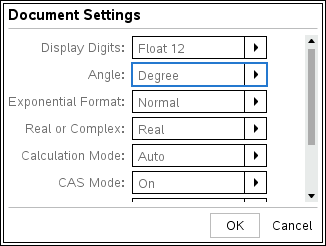 Document Settings
Display Digits: Float 12
Angle: Degree
Exponential Format: Normal
Real or Complex: Real
Calculation Mode: Auto
CAS Mode: On
OK Cancel